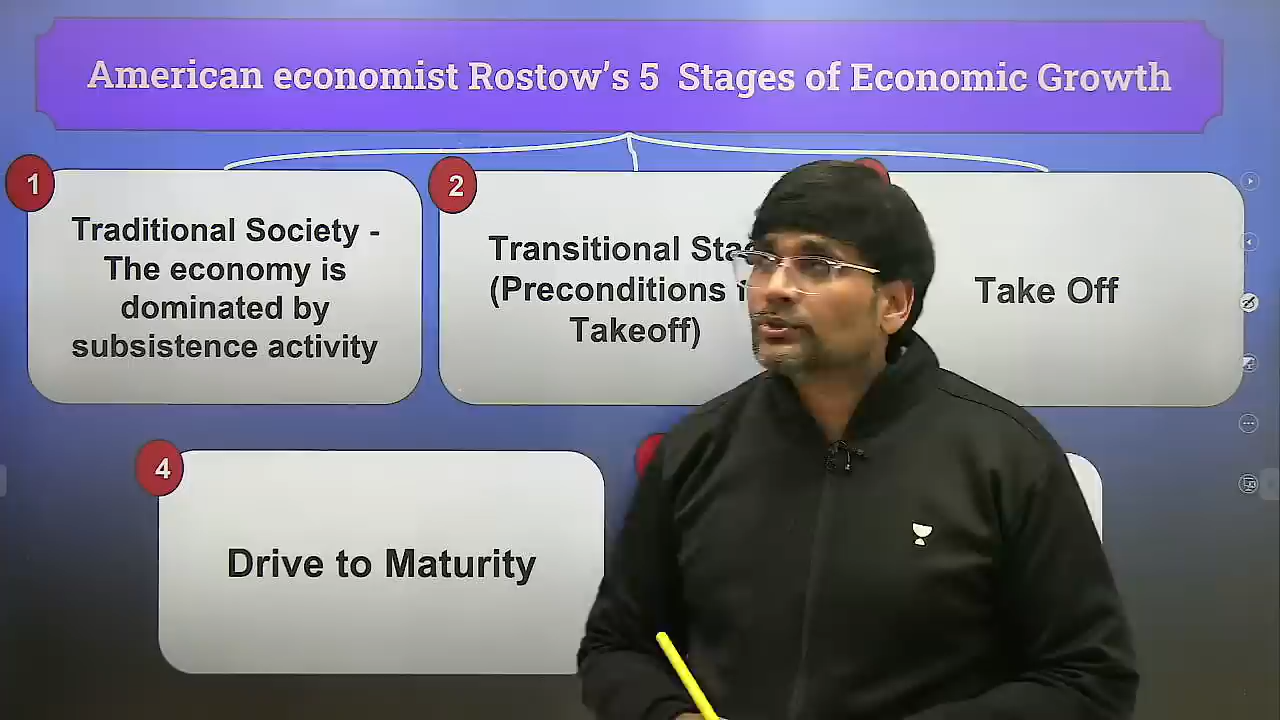 American economist Rostow's 5 Stages of Economic Growth
1
Traditional Society -
The economy is
dominated by
subsistence activity
2
Transitional
(Preconditions
Takeoff)
Take Off
4
Drive to Maturity